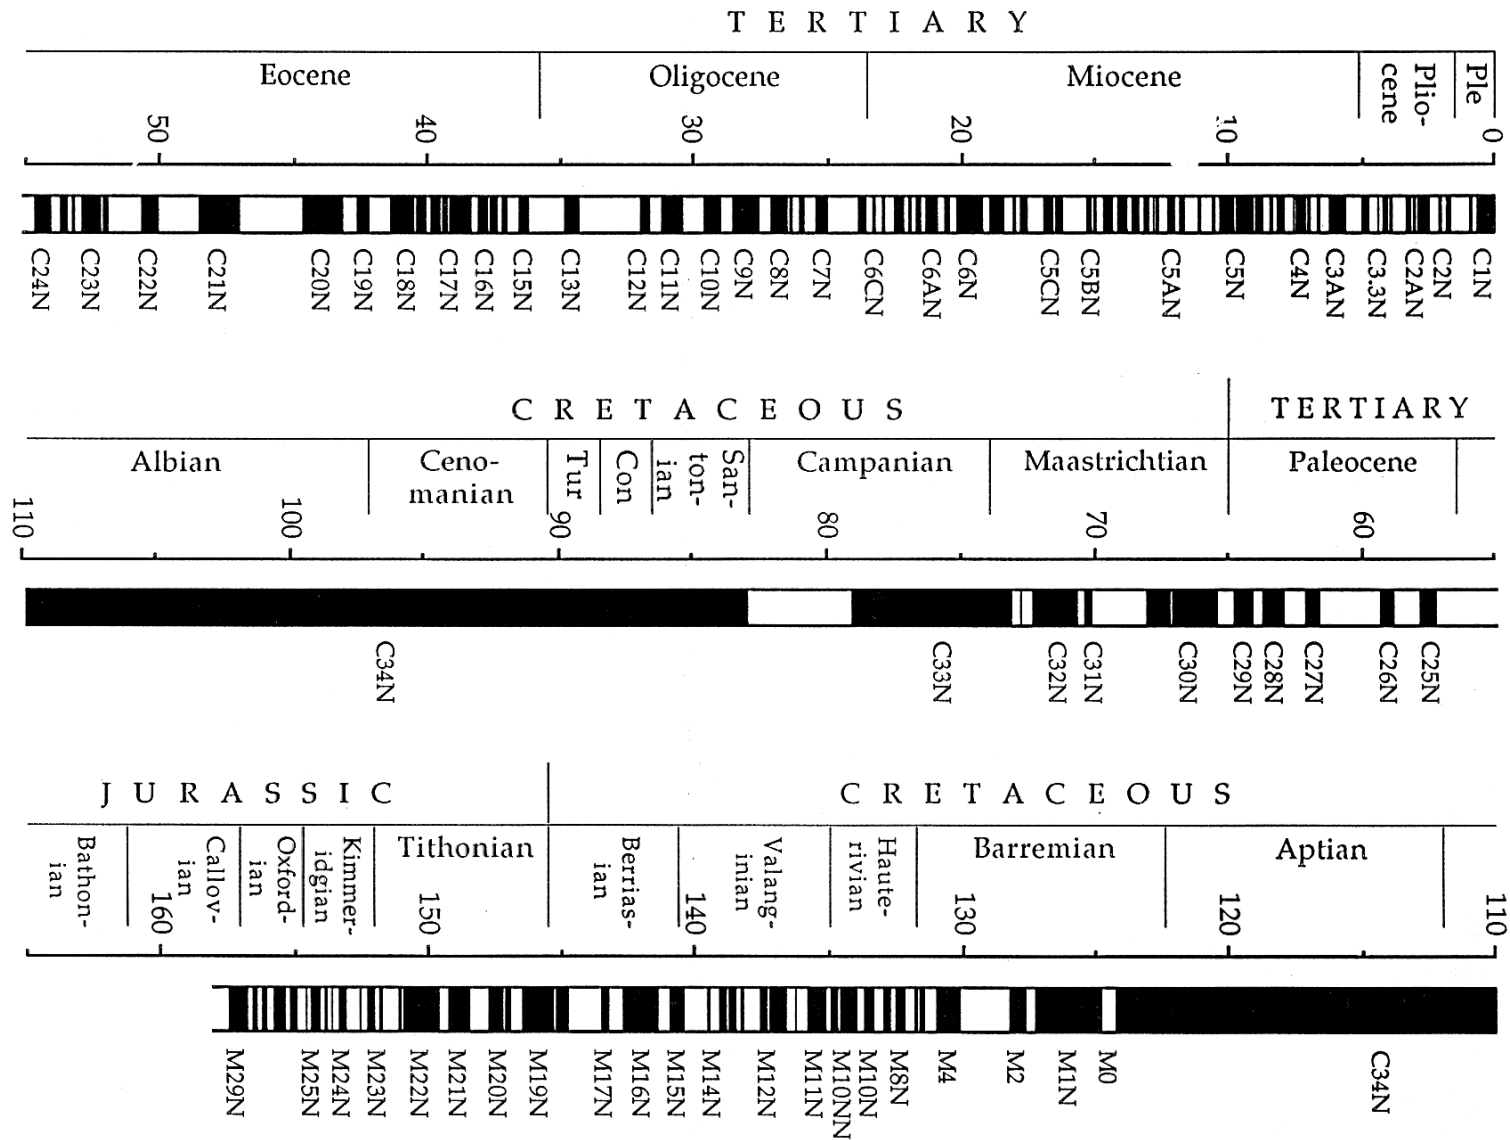 TERTIARY
Eocene Oligocene Miocene Plio-cene Ple
50 40 30 20 10 0
C24N C23N C22N C21N C20N C19N C18N C17N C16N C15N C13N C12N C11N C10N C9N C8N C7N C6CN C6AN C6N C5CN C5BN C5AN C5N C4N C3AN C3.3N C2AN C2N C1N
CRETACEOUS TERTIARY
Albian Ceno-manian Tur Con San-ton-ian Campanian Maastrichtian Paleocene
110 100 90 80 70 60
C34N C33N C32N C31N C30N C29N C28N C27N C26N C25N
JURASSIC CRETACEOUS
Bathon-ian Callov-ian Oxford-ian Kimmer-idgian Tithonian Berrias-ian Valang-inian Haute-rivian Barremian Aptian
160 150 140 130 120 110
M29N M25N M24N M23N M22N M21N M20N M19N M17N M16N M15N M14N M12N M11N M10NN M10N M8N M4 M2 M1N M0 C34N